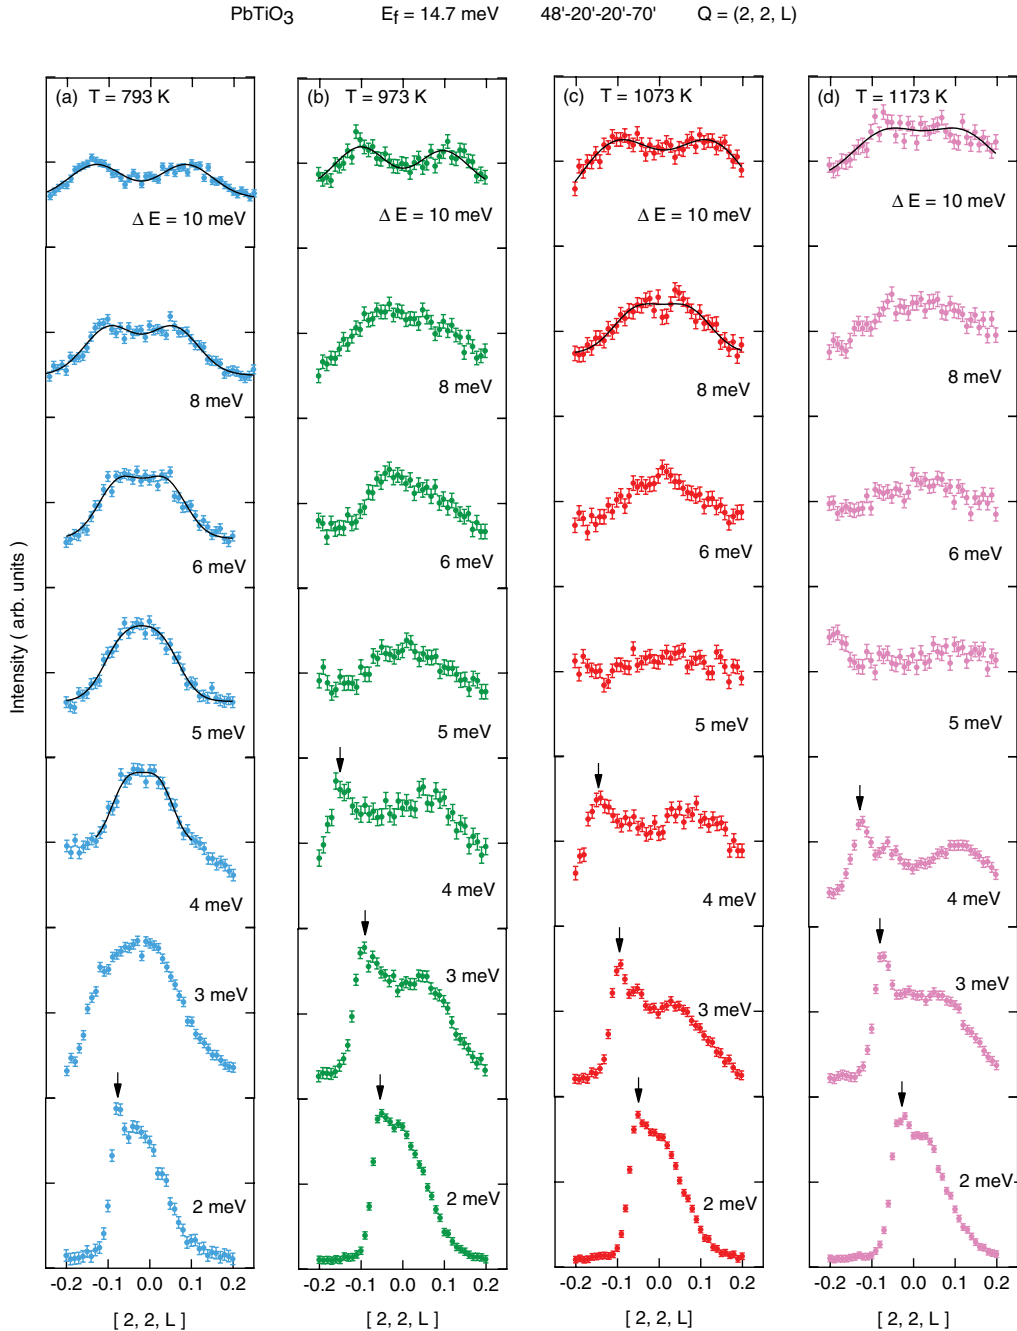 PbTiO3 Ef = 14.7 meV 48'-20'-20'-70' Q = (2, 2, L)
(a) T = 793 K (b) T = 973 K (c) T = 1073 K (d) T = 1173 K
Δ E = 10 meV Δ E = 10 meV Δ E = 10 meV Δ E = 10 meV
8 meV 8 meV 8 meV 8 meV
6 meV 6 meV 6 meV 6 meV
5 meV 5 meV 5 meV 5 meV
4 meV 4 meV 4 meV 4 meV
3 meV 3 meV 3 meV 3 meV
2 meV 2 meV 2 meV 2 meV
Intensity ( arb. units )
-0.2 -0.1 0.0 0.1 0.2 -0.2 -0.1 0.0 0.1 0.2 -0.2 -0.1 0.0 0.1 0.2 -0.2 -0.1 0.0 0.1 0.2
[ 2, 2, L ] [ 2, 2, L ] [ 2, 2, L ] [ 2, 2, L ]